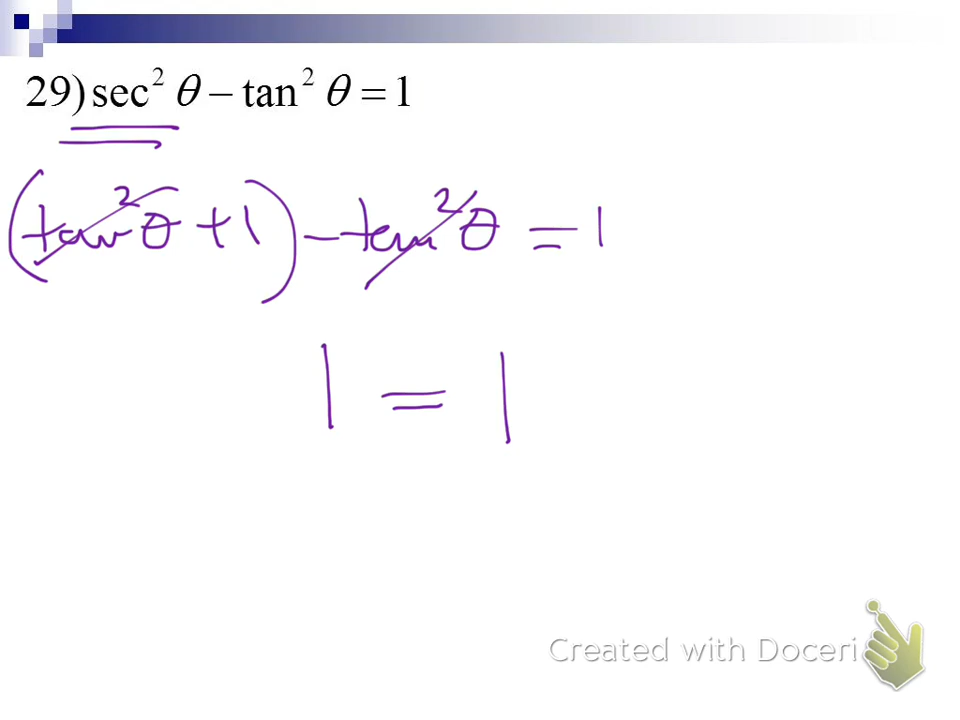 29) sec² θ − tan² θ = 1
(tan² θ + 1) − tan² θ = 1
1 = 1
Created with Doceri